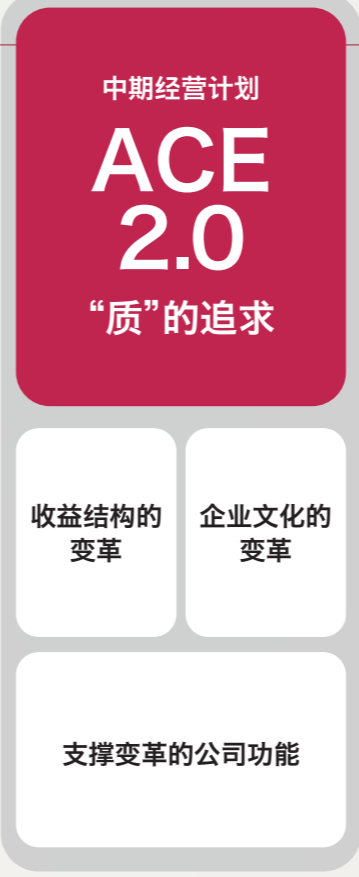 中期经营计划
ACE
2.0
“质”的追求
收益结构的
变革
企业文化的
变革
支撑变革的公司功能